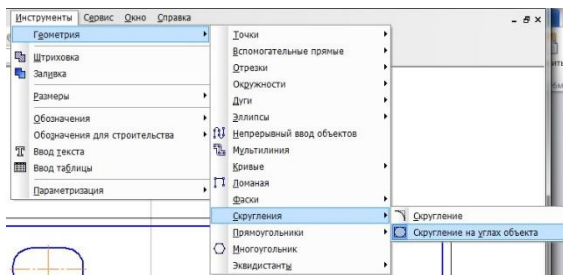 Инструменты Сервис Окно Справка
Геометрия
Штриховка
Заливка
Размеры
Обозначения
Обозначения для строительства
Ввод текста
Ввод таблицы
Параметризация
Точки
Вспомогательные прямые
Отрезки
Окружности
Дуги
Эллипсы
Непрерывный ввод объектов
Мультилиния
Кривые
Ломаная
Фаски
Скругления
Прямоугольники
Многоугольник
Эквидистанты
Скругление
Скругление на углах объекта